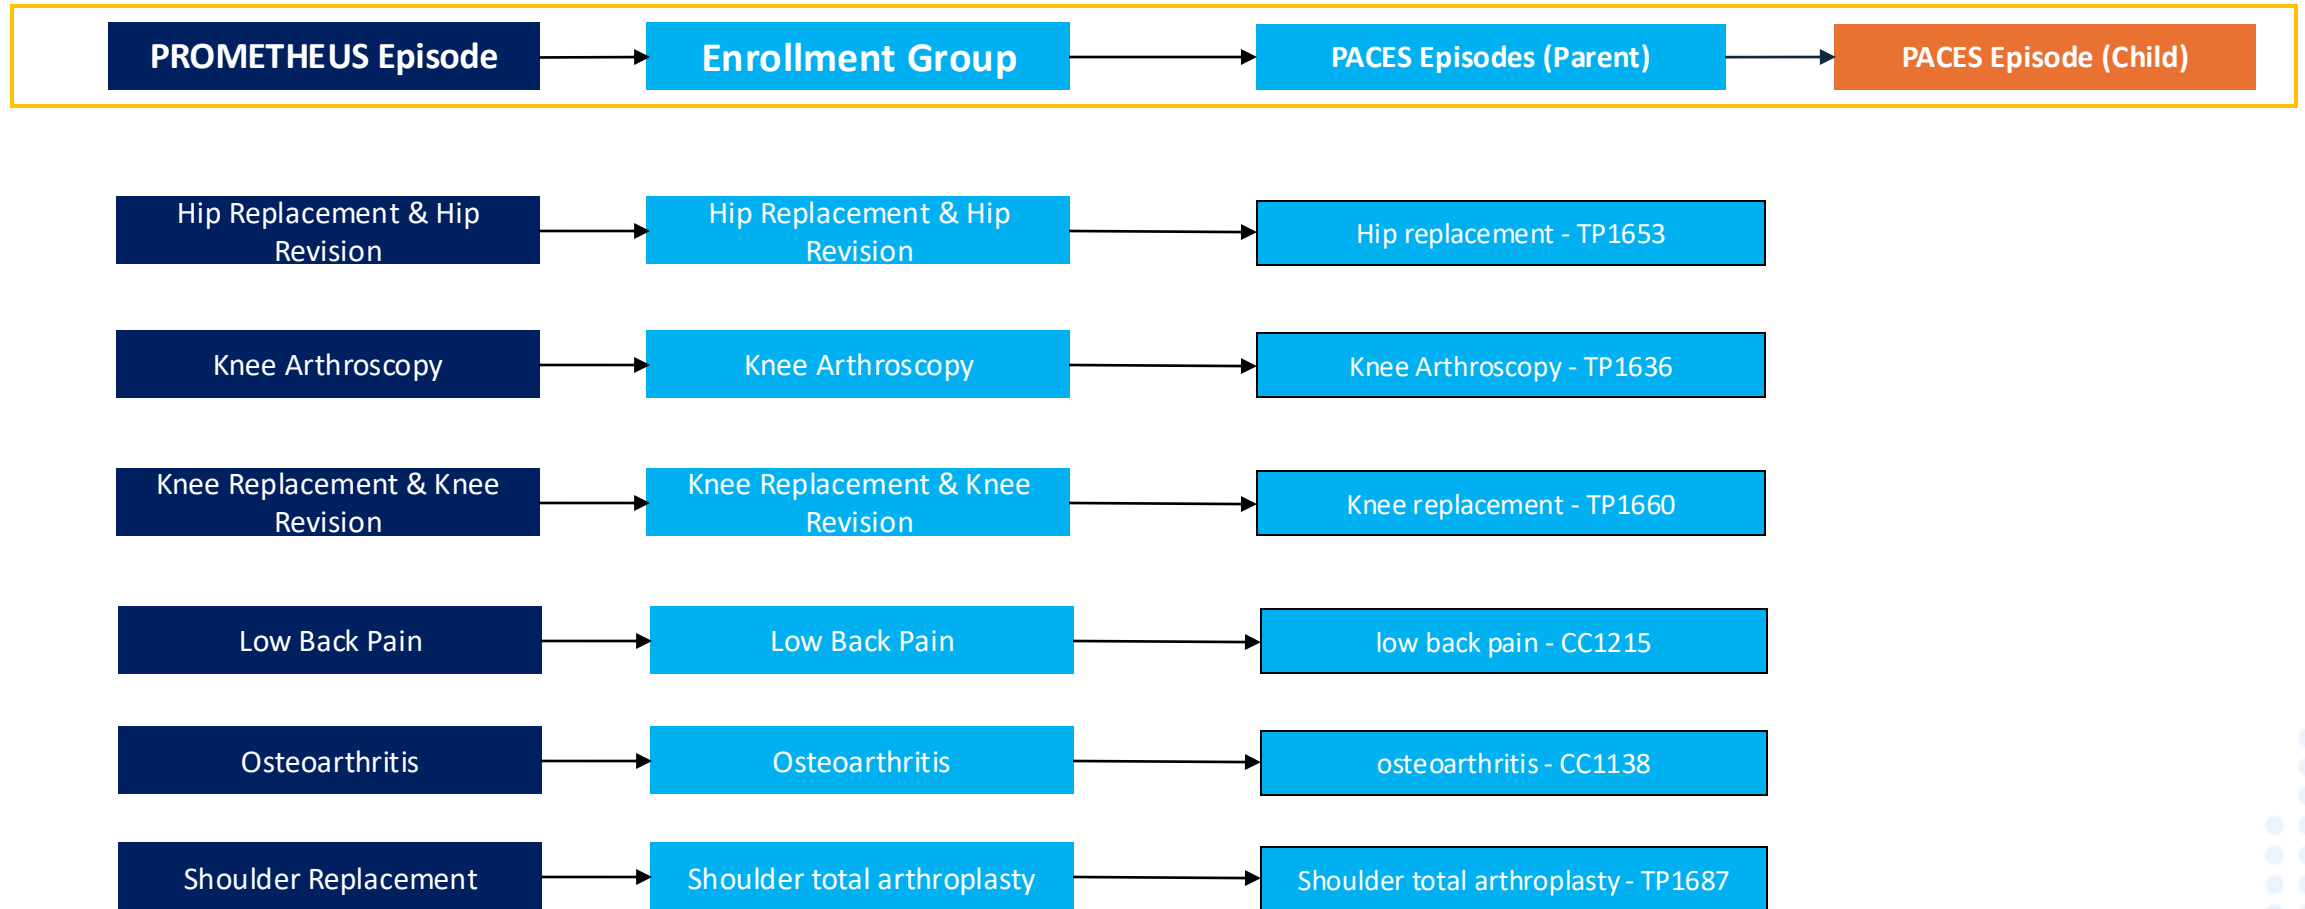 PROMETHEUS Episode
Enrollment Group
PACES Episodes (Parent)
PACES Episode (Child)
Hip Replacement & Hip
Revision
Hip Replacement & Hip
Revision
Hip replacement - TP1653
Knee Arthroscopy
Knee Arthroscopy
Knee Arthroscopy - TP1636
Knee Replacement & Knee
Revision
Knee Replacement & Knee
Revision
Knee replacement - TP1660
Low Back Pain
Low Back Pain
low back pain - CC1215
Osteoarthritis
Osteoarthritis
osteoarthritis - CC1138
Shoulder Replacement
Shoulder total arthroplasty
Shoulder total arthroplasty - TP1687